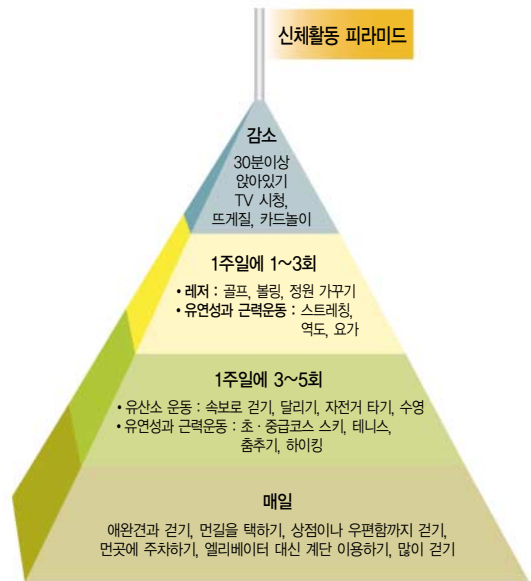 신체활동 피라미드
감소
30분이상
앉아있기
TV 시청,
뜨게질, 카드놀이
1주일에 1~3회
• 레저 : 골프, 볼링, 정원 가꾸기
• 유연성과 근력운동 : 스트레칭,
역도, 요가
1주일에 3~5회
• 유산소 운동 : 속보로 걷기, 달리기, 자전거 타기, 수영
• 유연성과 근력운동 : 초 · 중급코스 스키, 테니스,
춤추기, 하이킹
매일
애완견과 걷기, 먼길을 택하기, 상점이나 우편함까지 걷기,
먼곳에 주차하기, 엘리베이터 대신 계단 이용하기, 많이 걷기